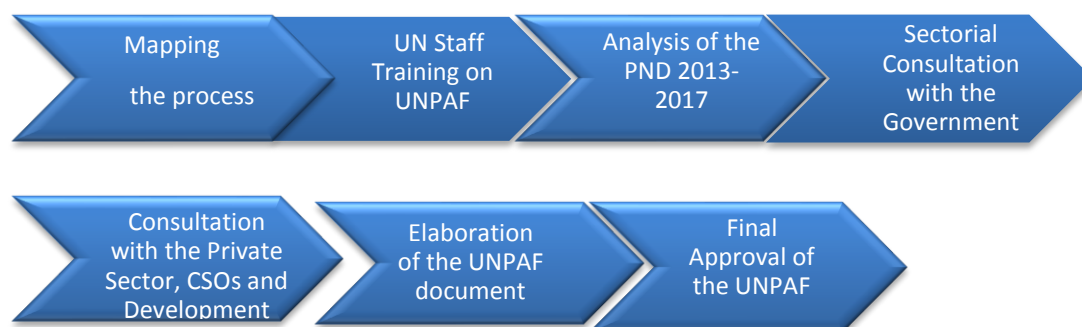 Mapping
the process
UN Staff
Training on
UNPAF
Analysis of the
PND 2013-
2017
Sectorial
Consultation
with the
Government
Consultation
with the Private
Sector, CSOs and
Development
Elaboration
of the UNPAF
document
Final
Approval of
the UNPAF